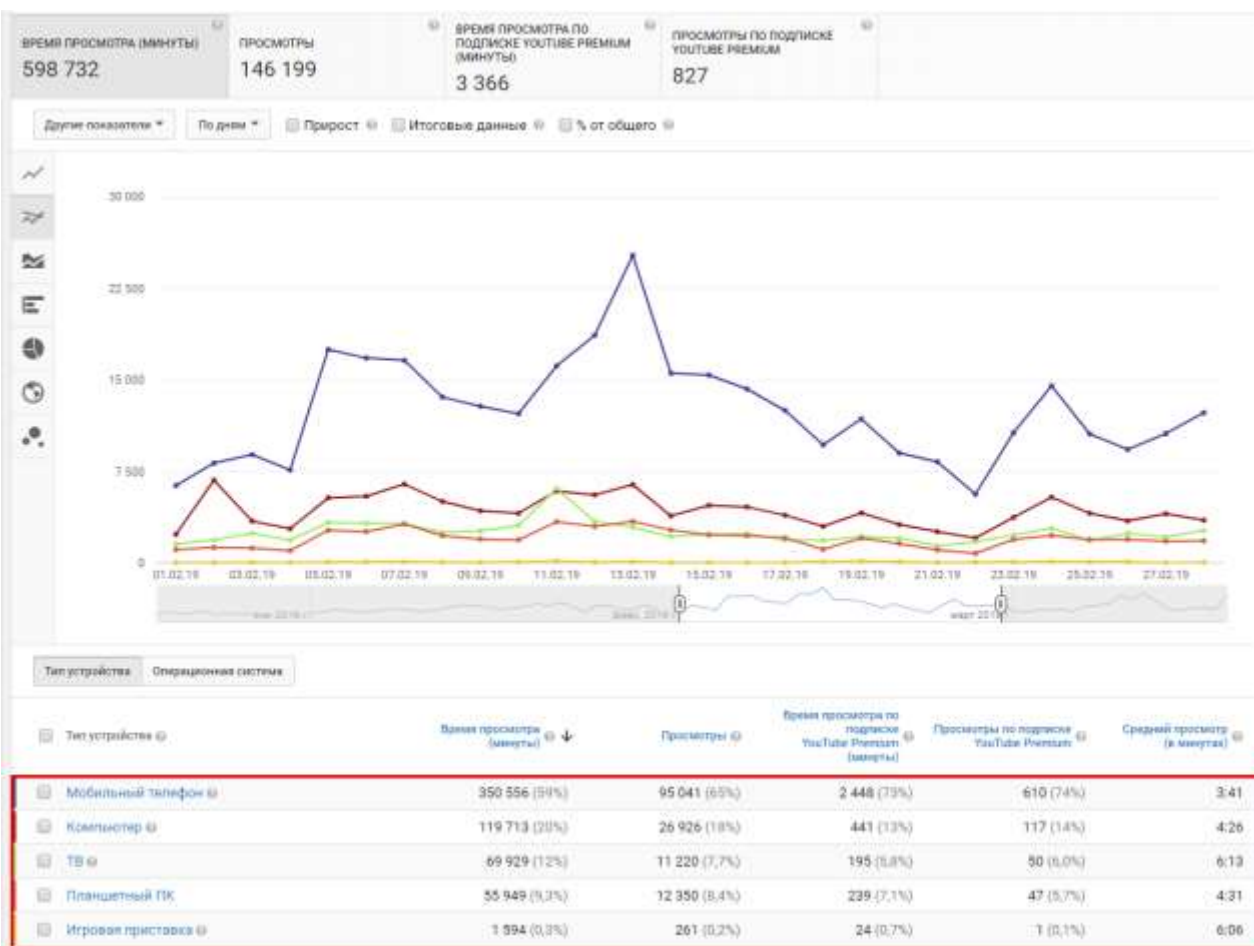 ВРЕМЯ ПРОСМОТРА (МИНУТЫ)
598 732
ПРОСМОТРЫ
146 199
ВРЕМЯ ПРОСМОТРА ПО
ПОДПИСКЕ YOUTUBE PREMIUM
(МИНУТЫ)
3 366
ПРОСМОТРЫ ПО ПОДПИСКЕ
YOUTUBE PREMIUM
827
Другие показатели По дням Прирост Итоговые данные % от общего
30 000
22 500
15 000
7 500
0
01.02.19 03.02.19 05.02.19 07.02.19 09.02.19 11.02.19 13.02.19 15.02.19 17.02.19 19.02.19 21.02.19 23.02.19 25.02.19 27.02.19
март 2019
Тип устройства Операционная система
Тип устройства
Время просмотра
(минуты)
Просмотры
Время просмотра по
подписке
YouTube Premium
(минуты)
Просмотры по подписке
YouTube Premium
Средний просмотр
(в минутах)
Мобильный телефон 350 556 (59%) 95 041 (65%) 2 448 (73%) 610 (74%) 3:41
Компьютер 119 713 (20%) 26 926 (18%) 441 (13%) 117 (14%) 4:26
ТВ 69 929 (12%) 11 220 (7,7%) 195 (5,8%) 50 (6,0%) 6:13
Планшетный ПК 55 949 (9,3%) 12 350 (8,4%) 239 (7,1%) 47 (5,7%) 4:31
Игровая приставка 1 594 (0,3%) 261 (0,2%) 24 (0,7%) 1 (0,1%) 6:06